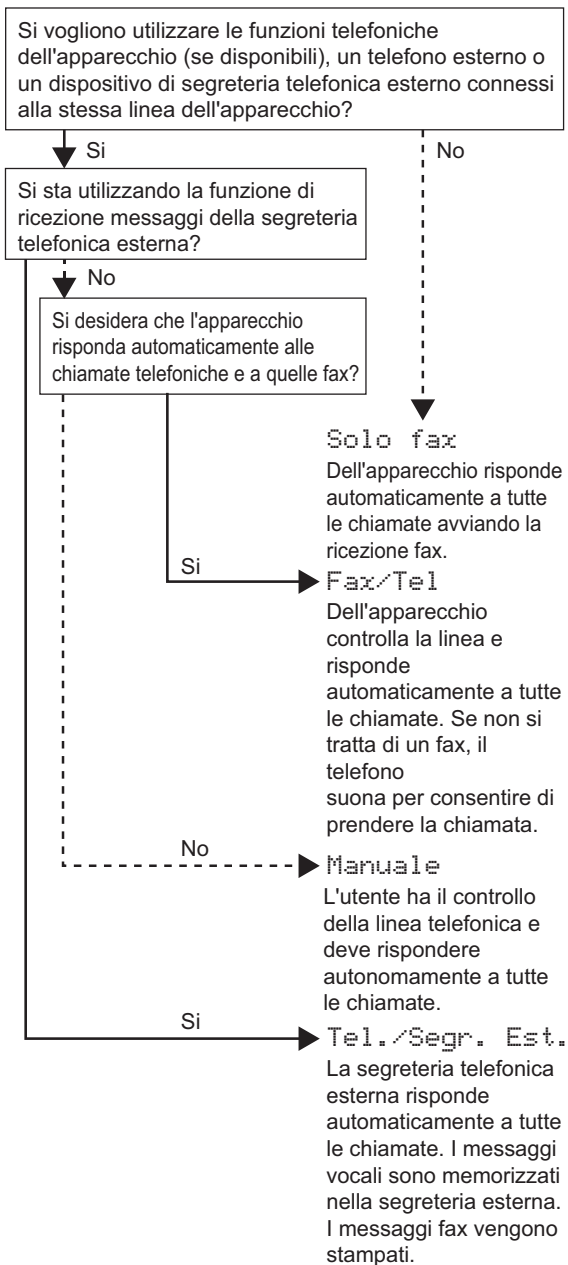 Si vogliono utilizzare le funzioni telefoniche
dell'apparecchio (se disponibili), un telefono esterno o
un dispositivo di segreteria telefonica esterno connessi
alla stessa linea dell'apparecchio?
Si
No
Si sta utilizzando la funzione di
ricezione messaggi della segreteria
telefonica esterna?
No
Si desidera che l'apparecchio
risponda automaticamente alle
chiamate telefoniche e a quelle fax?
Solo fax
Dell'apparecchio risponde
automaticamente a tutte
le chiamate avviando la
ricezione fax.
Si
Fax/Tel
Dell'apparecchio
controlla la linea e
risponde
automaticamente a tutte
le chiamate. Se non si
tratta di un fax, il
telefono
suona per consentire di
prendere la chiamata.
No
Manuale
L'utente ha il controllo
della linea telefonica e
deve rispondere
autonomamente a tutte
le chiamate.
Si
Tel./Segr. Est.
La segreteria telefonica
esterna risponde
automaticamente a tutte
le chiamate. I messaggi
vocali sono memorizzati
nella segreteria esterna.
I messaggi fax vengono
stampati.